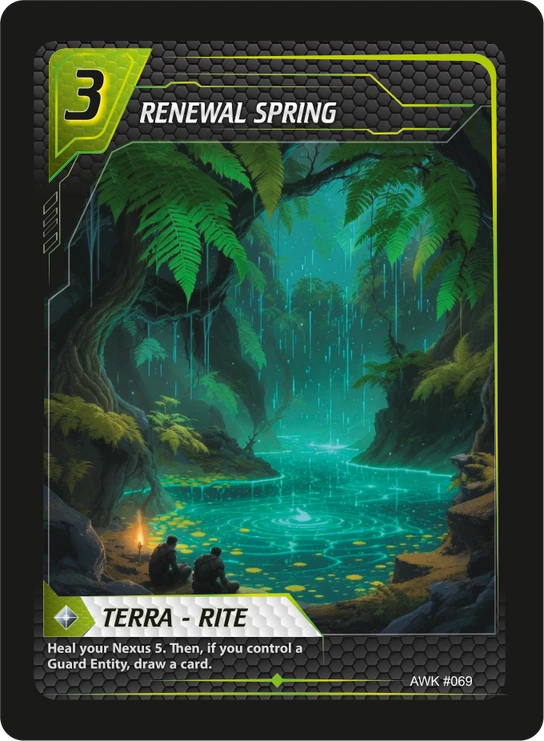 3
RENEWAL SPRING
TERRA - RITE
Heal your Nexus 5. Then, if you control a
Guard Entity, draw a card.
AWK #069